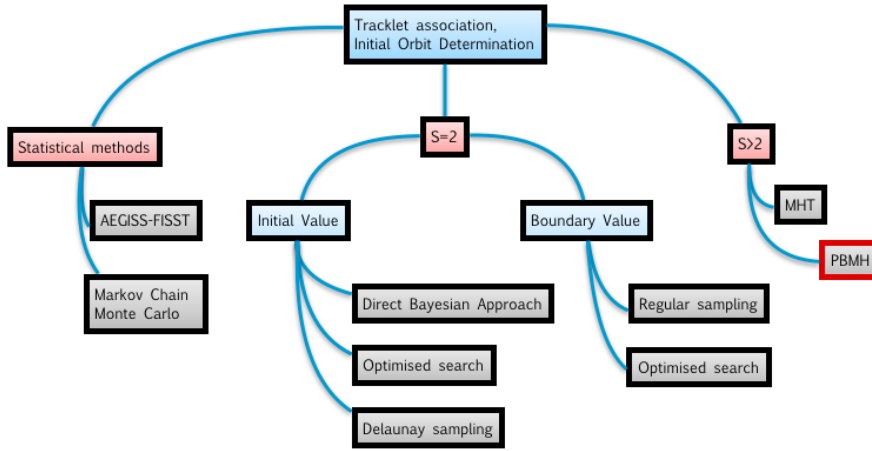 Tracklet association,
Initial Orbit Determination
Statistical methods
S=2
S>2
AEGISS-FISST
Initial Value
Boundary Value
MHT
PBMH
Markov Chain
Monte Carlo
Direct Bayesian Approach
Regular sampling
Optimised search
Optimised search
Delaunay sampling